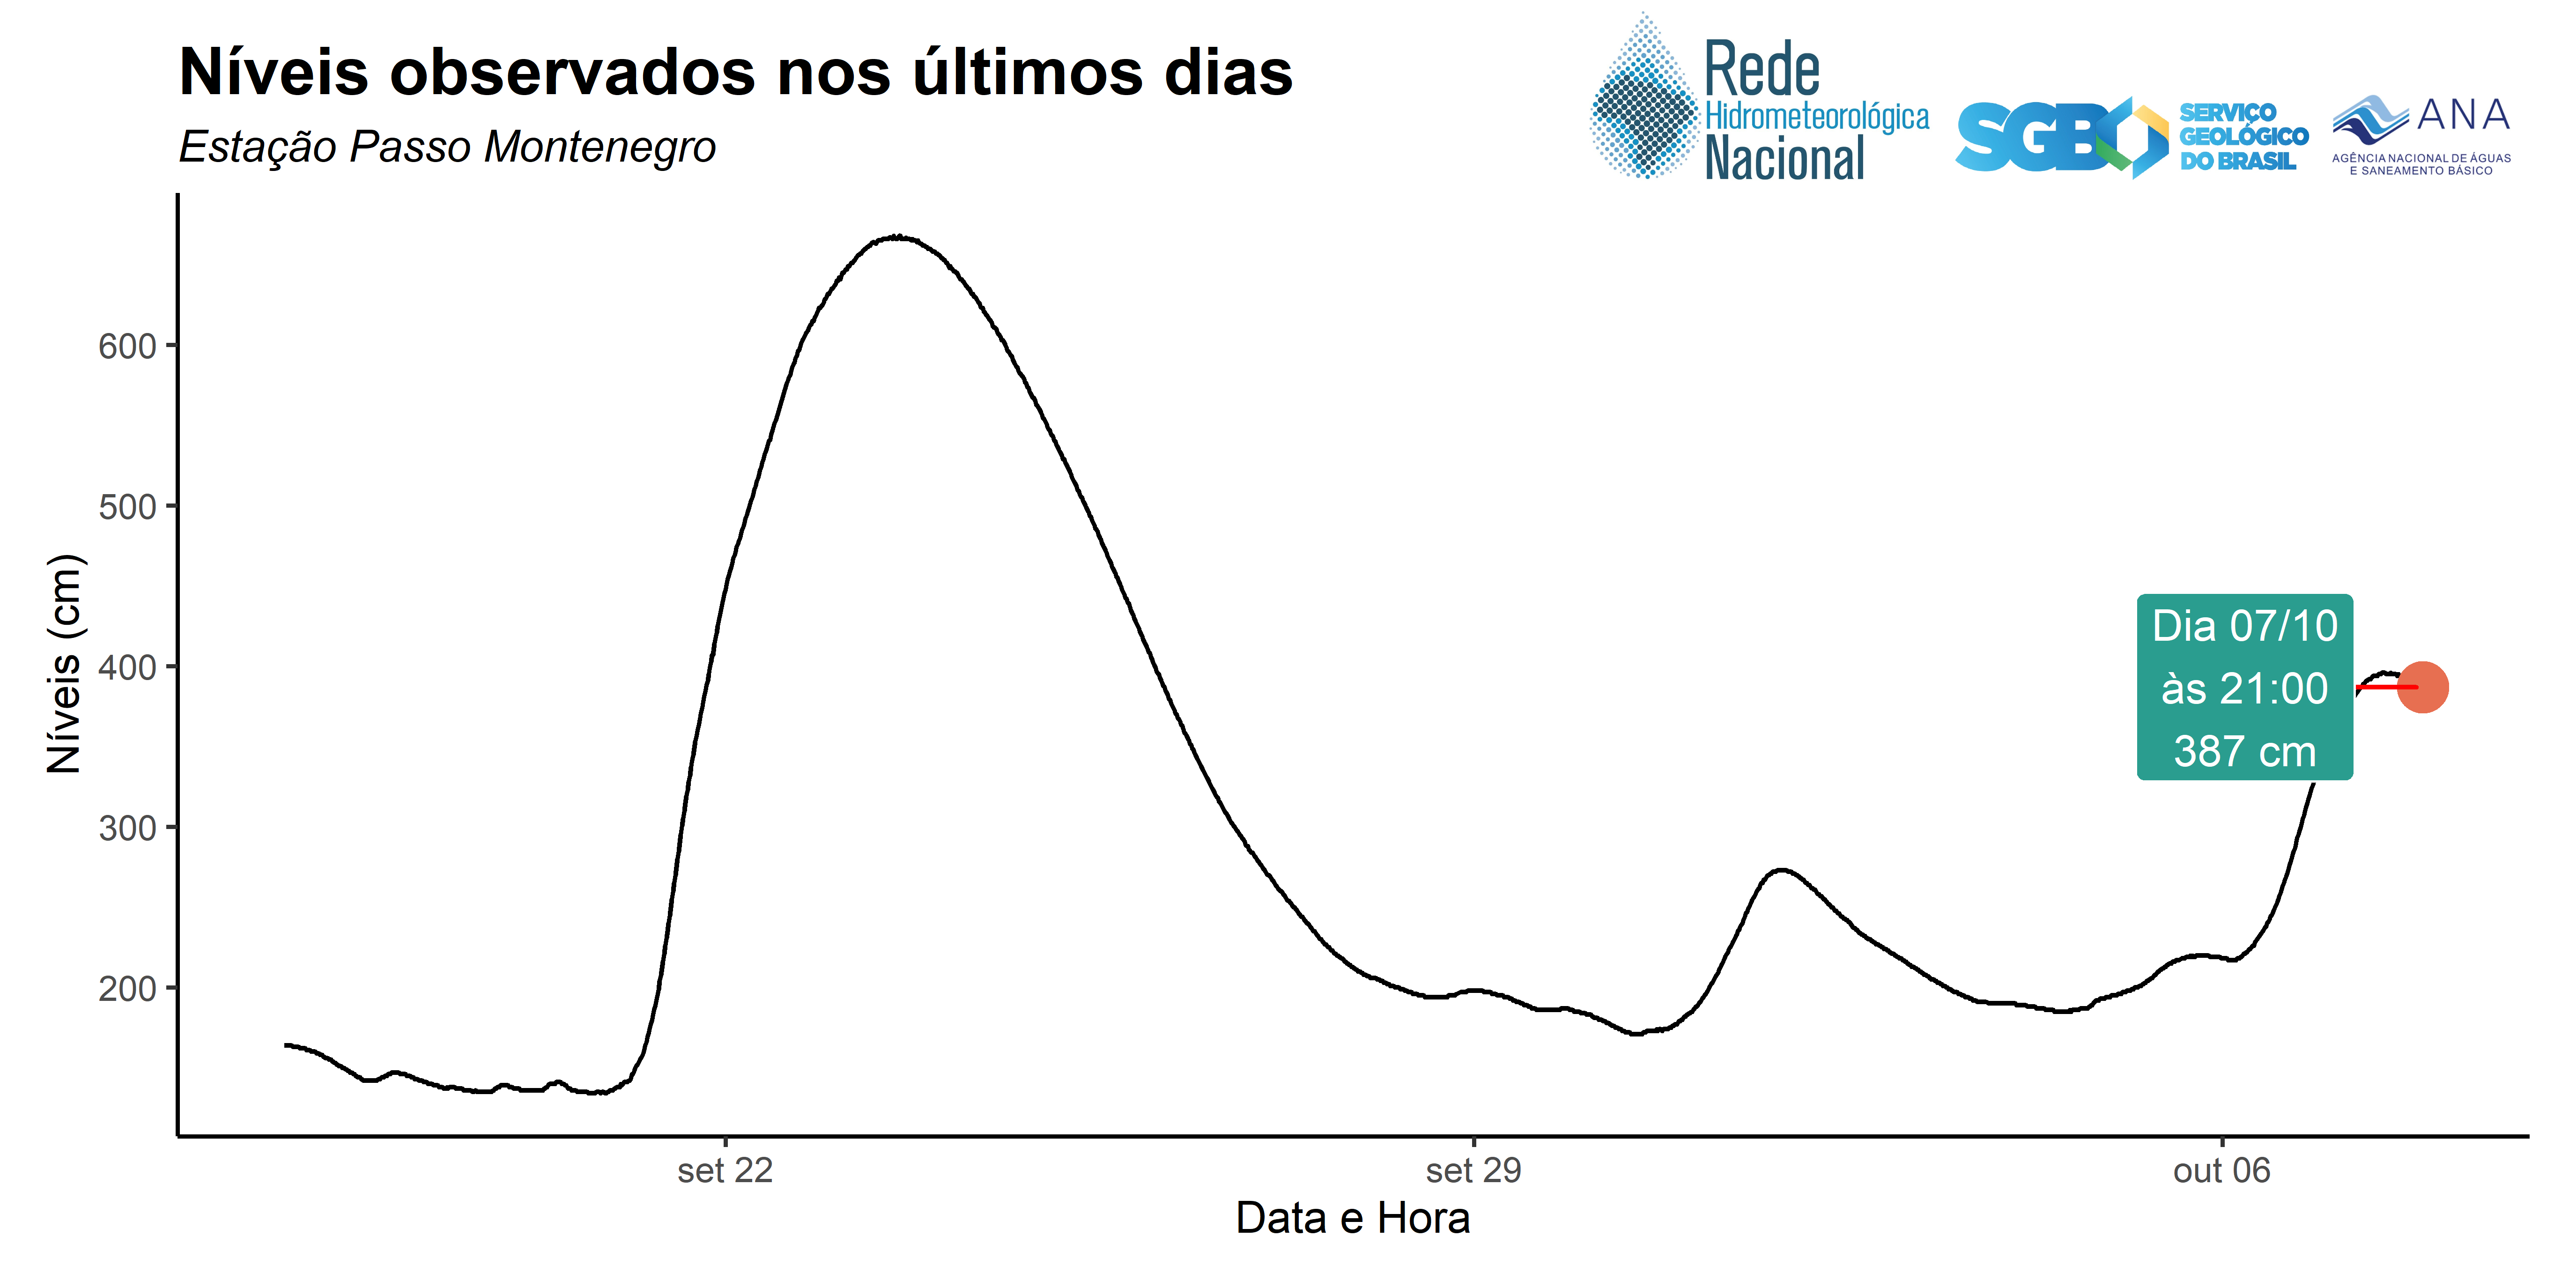 Níveis observados nos últimos dias
Estação Passo Montenegro
Rede
Hidrometeorológica
Nacional
SGB
SERVIÇO
GEOLÓGICO
DO BRASIL
ANA
AGÊNCIA NACIONAL DE ÁGUAS
E SANEAMENTO BÁSICO
Níveis (cm)
600
500
400
300
200
Dia 07/10
às 21:00
387 cm
set 22
set 29
out 06
Data e Hora